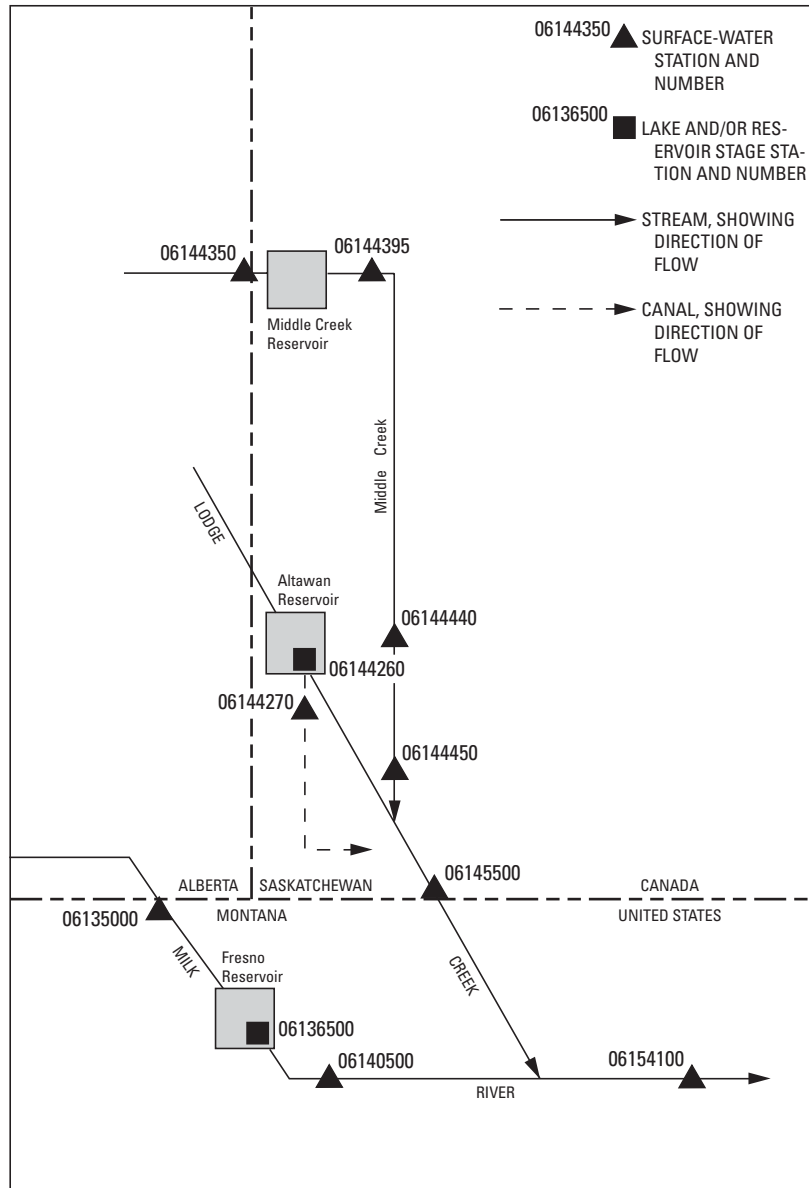 06144350
SURFACE-WATER
STATION AND
NUMBER
06136500
LAKE AND/OR RES-
ERVOIR STAGE STA-
TION AND NUMBER
STREAM, SHOWING
DIRECTION OF
FLOW
CANAL, SHOWING
DIRECTION OF
FLOW
06144350
06144395
Middle Creek
Reservoir
Middle Creek
LODGE
Altawan
Reservoir
06144440
06144260
06144270
06144450
06145500
ALBERTA
SASKATCHEWAN
CANADA
MONTANA
UNITED STATES
06135000
MILK
Fresno
Reservoir
CREEK
06136500
06140500
06154100
RIVER